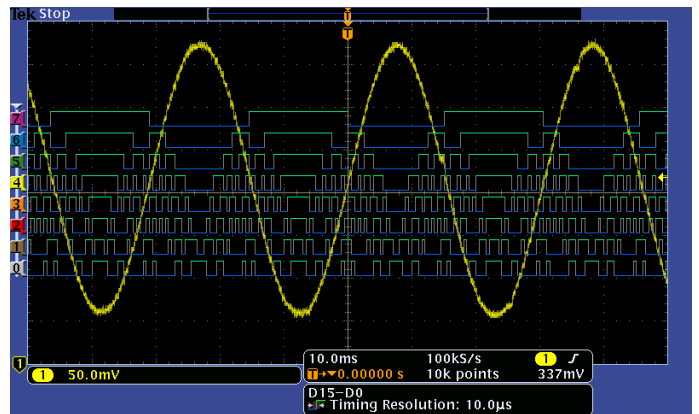 Tek Stop
T
T
7
6
5
4
3
2
1
0
1
1 50.0mV
10.0ms 100kS/s 1
T→▼0.00000 s 10k points 337mV
D15-D0
Timing Resolution: 10.0μs